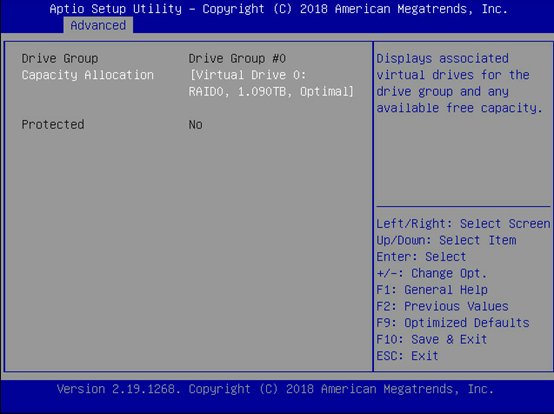 Aptio Setup Utility – Copyright (C) 2018 American Megatrends, Inc.
Advanced
Drive Group Drive Group #0
Capacity Allocation [Virtual Drive 0:
RAID0, 1.090TB, Optimal]
Protected No
Displays associated
virtual drives for the
drive group and any
available free capacity.
Left/Right: Select Screen
Up/Down: Select Item
Enter: Select
+/-: Change Opt.
F1: General Help
F2: Previous Values
F9: Optimized Defaults
F10: Save & Exit
ESC: Exit
Version 2.19.1268. Copyright (C) 2018 American Megatrends, Inc.